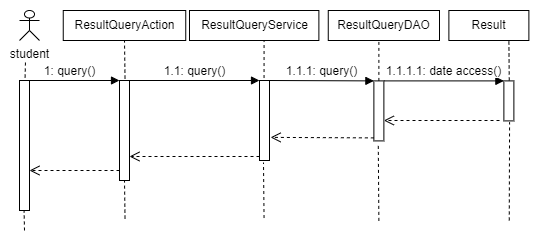 ResultQueryAction
ResultQueryService
ResultQueryDAO
Result
student
1: query()
1.1: query()
1.1.1: query()
1.1.1.1: date access()